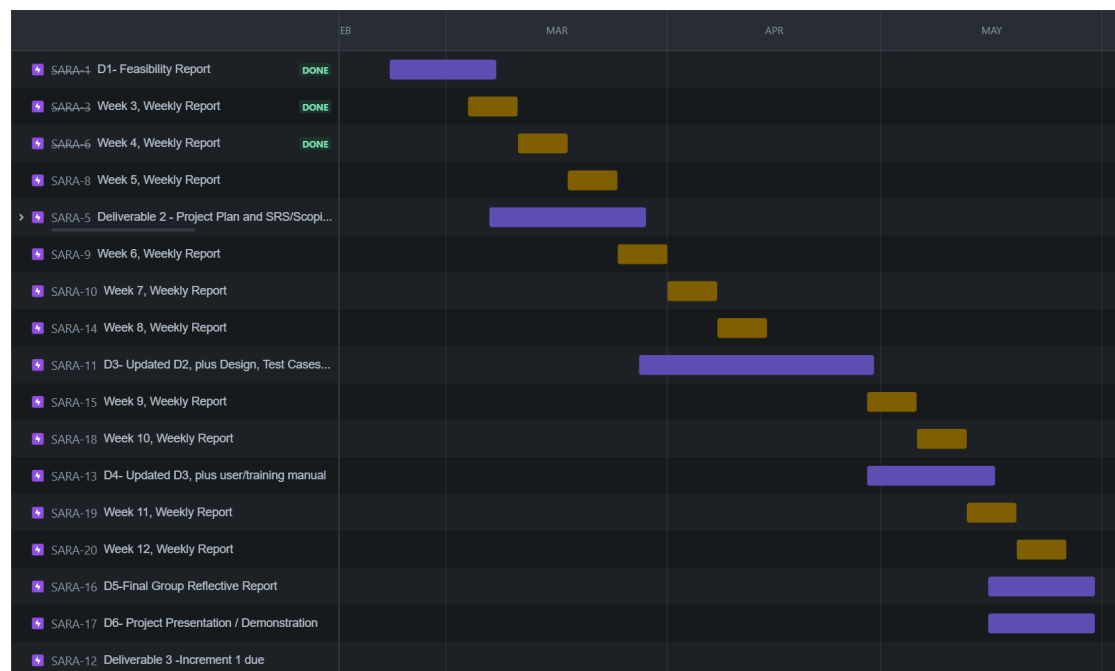 EB MAR APR MAY
SARA-1 D1- Feasibility Report DONE
SARA-3 Week 3, Weekly Report DONE
SARA-6 Week 4, Weekly Report DONE
SARA-8 Week 5, Weekly Report
SARA-5 Deliverable 2 - Project Plan and SRS/Scopi...
SARA-9 Week 6, Weekly Report
SARA-10 Week 7, Weekly Report
SARA-14 Week 8, Weekly Report
SARA-11 D3- Updated D2, plus Design, Test Cases...
SARA-15 Week 9, Weekly Report
SARA-18 Week 10, Weekly Report
SARA-13 D4- Updated D3, plus user/training manual
SARA-19 Week 11, Weekly Report
SARA-20 Week 12, Weekly Report
SARA-16 D5-Final Group Reflective Report
SARA-17 D6- Project Presentation / Demonstration
SARA-12 Deliverable 3 -Increment 1 due